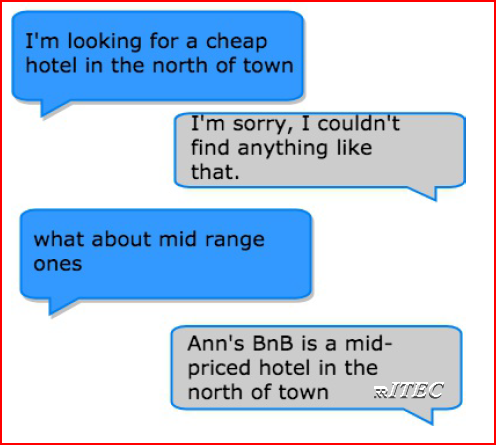 I'm looking for a cheap
hotel in the north of town
I'm sorry, I couldn't
find anything like
that.
what about mid range
ones
Ann's BnB is a mid-
priced hotel in the
north of town
ITEC